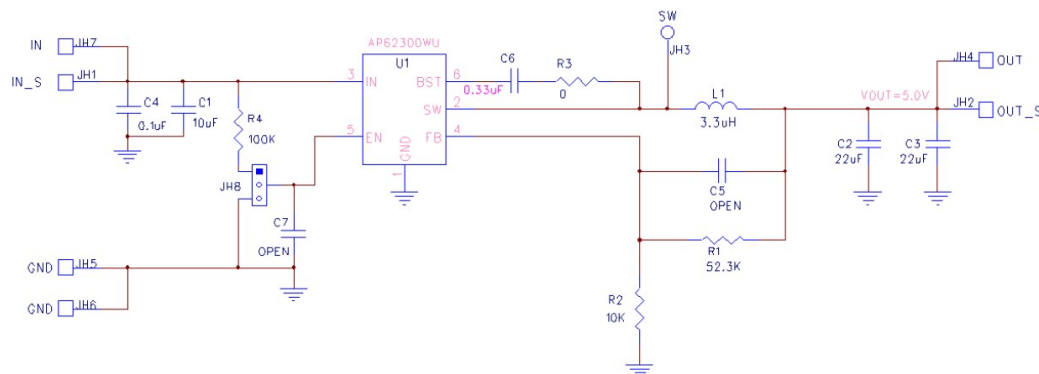 SW
IN
JH7
IN_S
JH1
C4
0.1uF
C1
10uF
R4
100K
JH8
C7
OPEN
GND
JH5
GND
JH6
AP62300WU
U1
3
IN
BST
6
SW
2
5
EN
FB
4
GND
1
C6
0.33uF
R3
0
JH3
L1
3.3uH
C5
OPEN
R1
52.3K
R2
10K
VOUT=5.0V
JH4
OUT
JH2
OUT_S
C2
22uF
C3
22uF